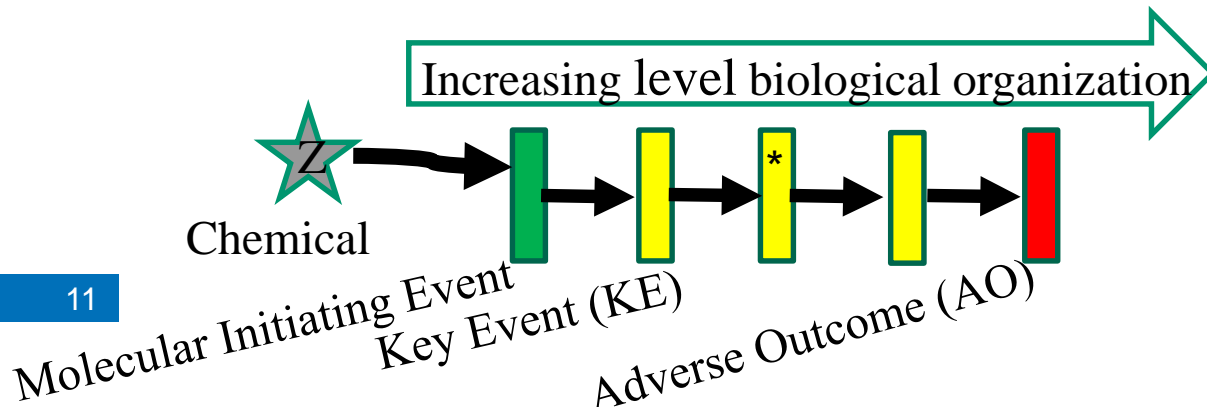 Increasing level biological organization
Z
*
Chemical
Molecular Initiating Event
Key Event (KE)
Adverse Outcome (AO)
11